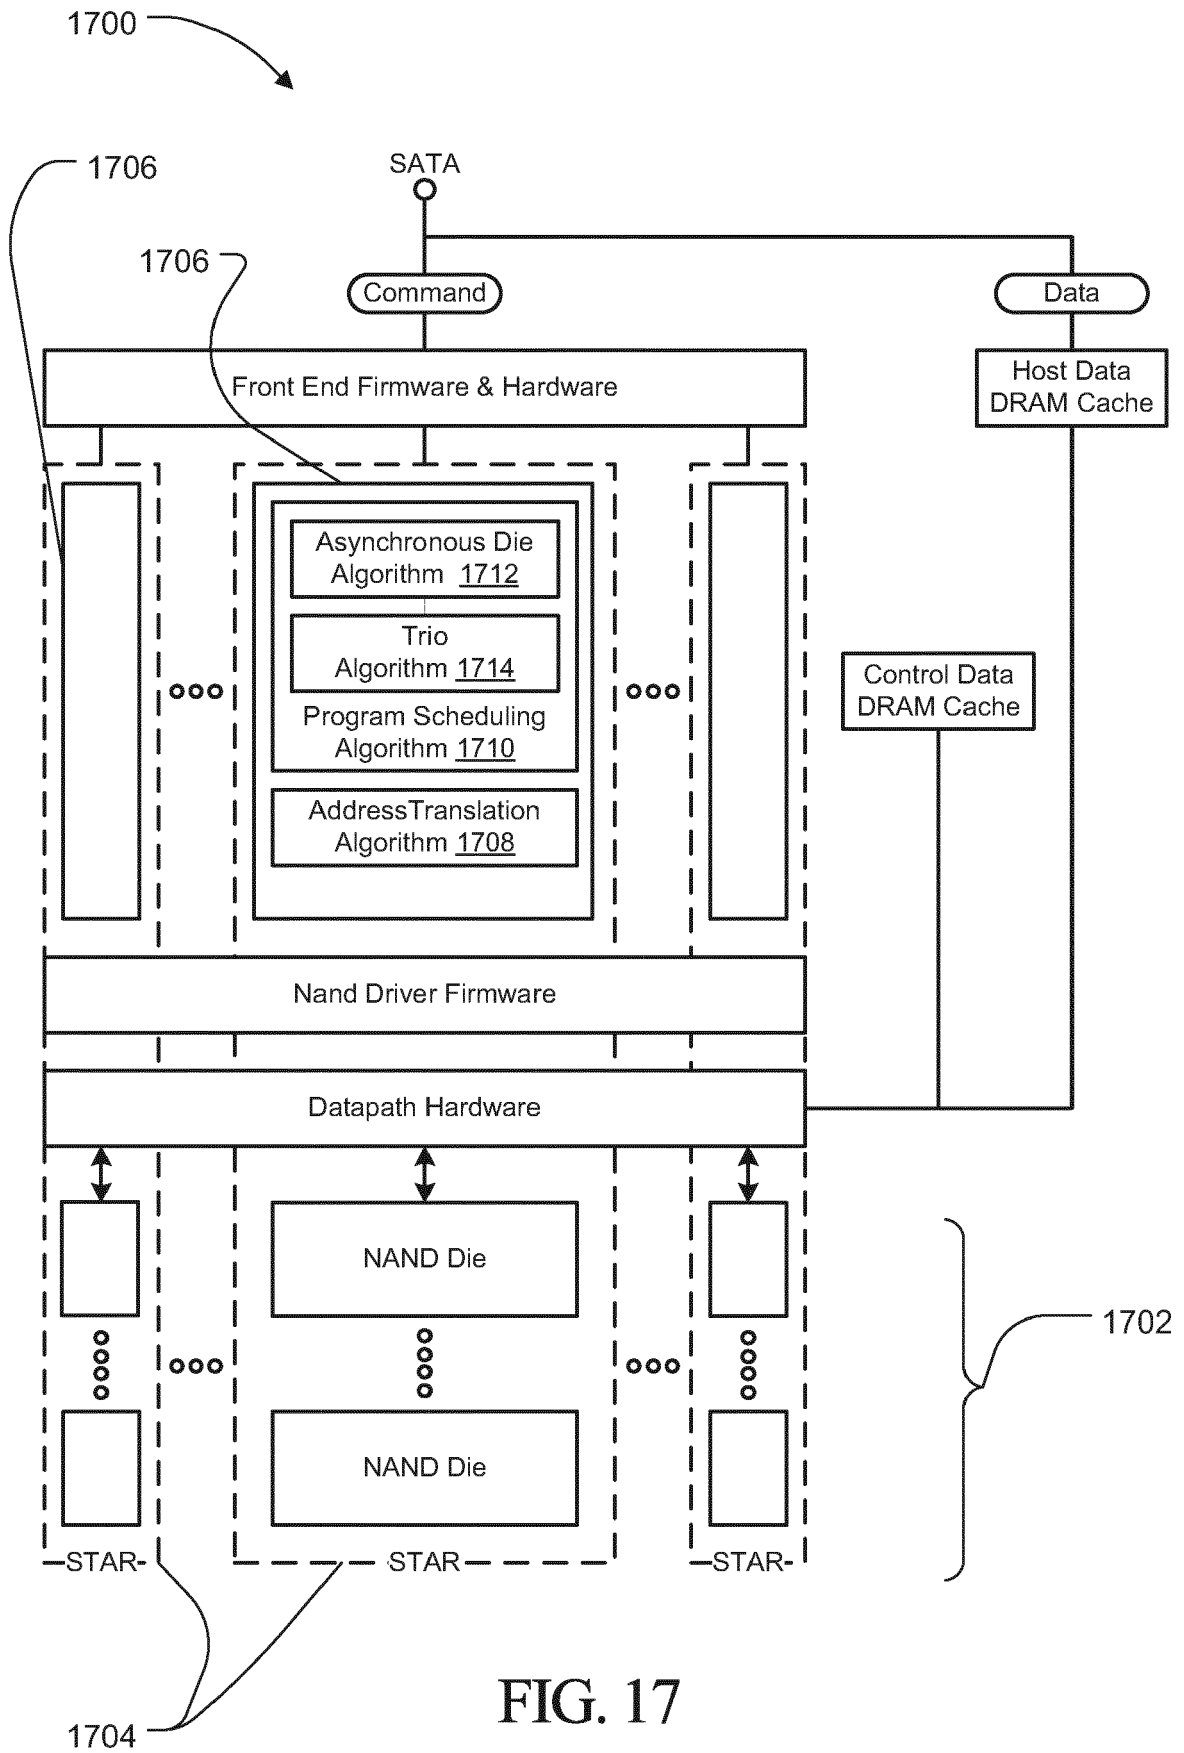 1700
1706
SATA
1706
Command
Data
Front End Firmware & Hardware
Host Data
DRAM Cache
Asynchronous Die
Algorithm 1712
Trio
Algorithm 1714
Program Scheduling
Algorithm 1710
AddressTranslation
Algorithm 1708
Control Data
DRAM Cache
Nand Driver Firmware
Datapath Hardware
NAND Die
1702
NAND Die
STAR
STAR
STAR
1704
FIG. 17